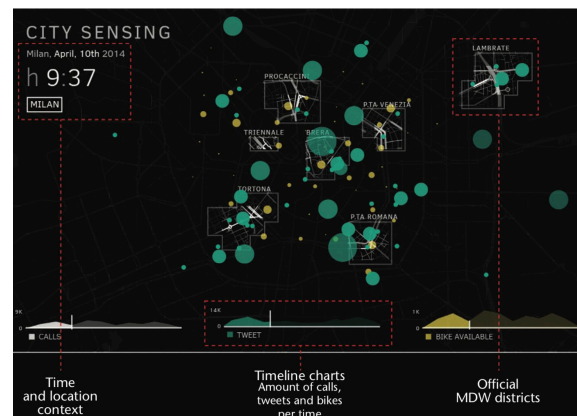 CITY SENSING
Milan, April, 10th 2014
h 9:37
MILAN
LAMBRATE
PROCACCINI
P.TA VENEZIA
TRIENNALE
BRERA
TORTONA
P.TA ROMANA
9K
0
CALLS
14K
0
TWEET
1K
0
BIKE AVAILABLE
Time
and location
context
Timeline charts
Amount of calls,
tweets and bikes
per time
Official
MDW districts